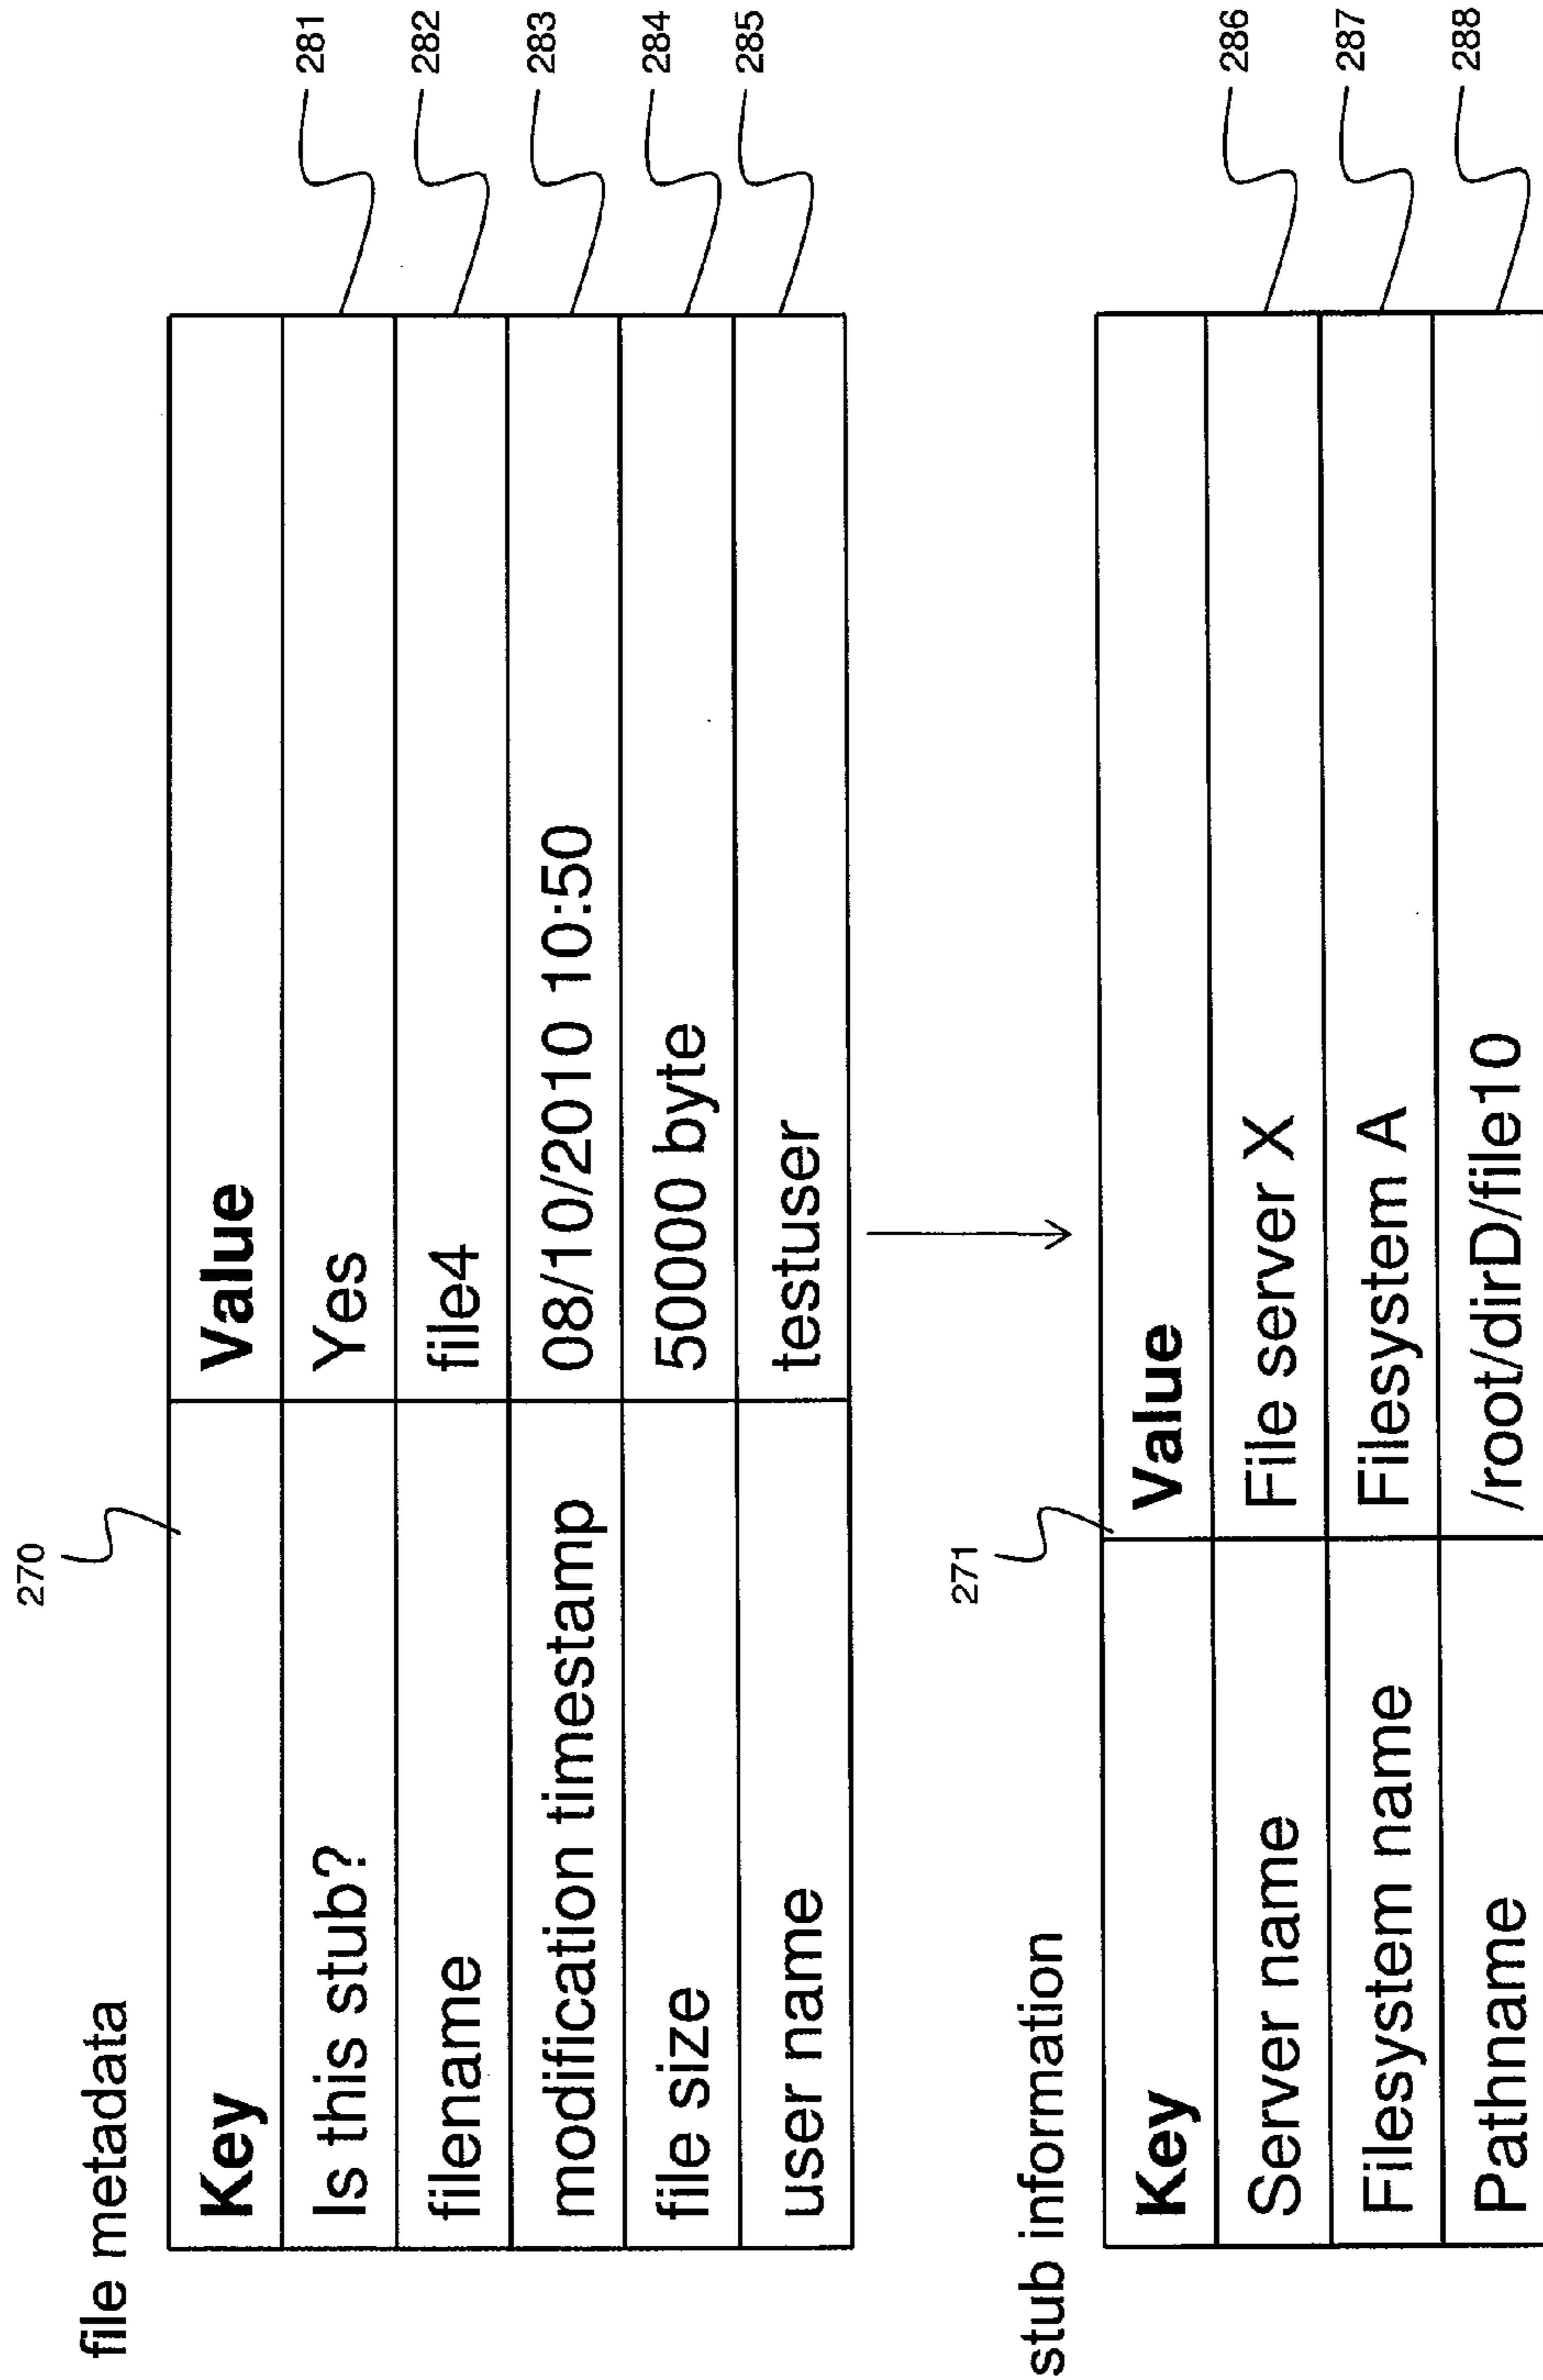 file metadata
270
Key Value
Is this stub? Yes 281
filename file4 282
modification timestamp 08/10/2010 10:50 283
file size 50000 byte 284
user name testuser 285
stub information
271
Key Value
Server name File server X 286
Filesystem name Filesystem A 287
Pathname /root/dirD/file10 288